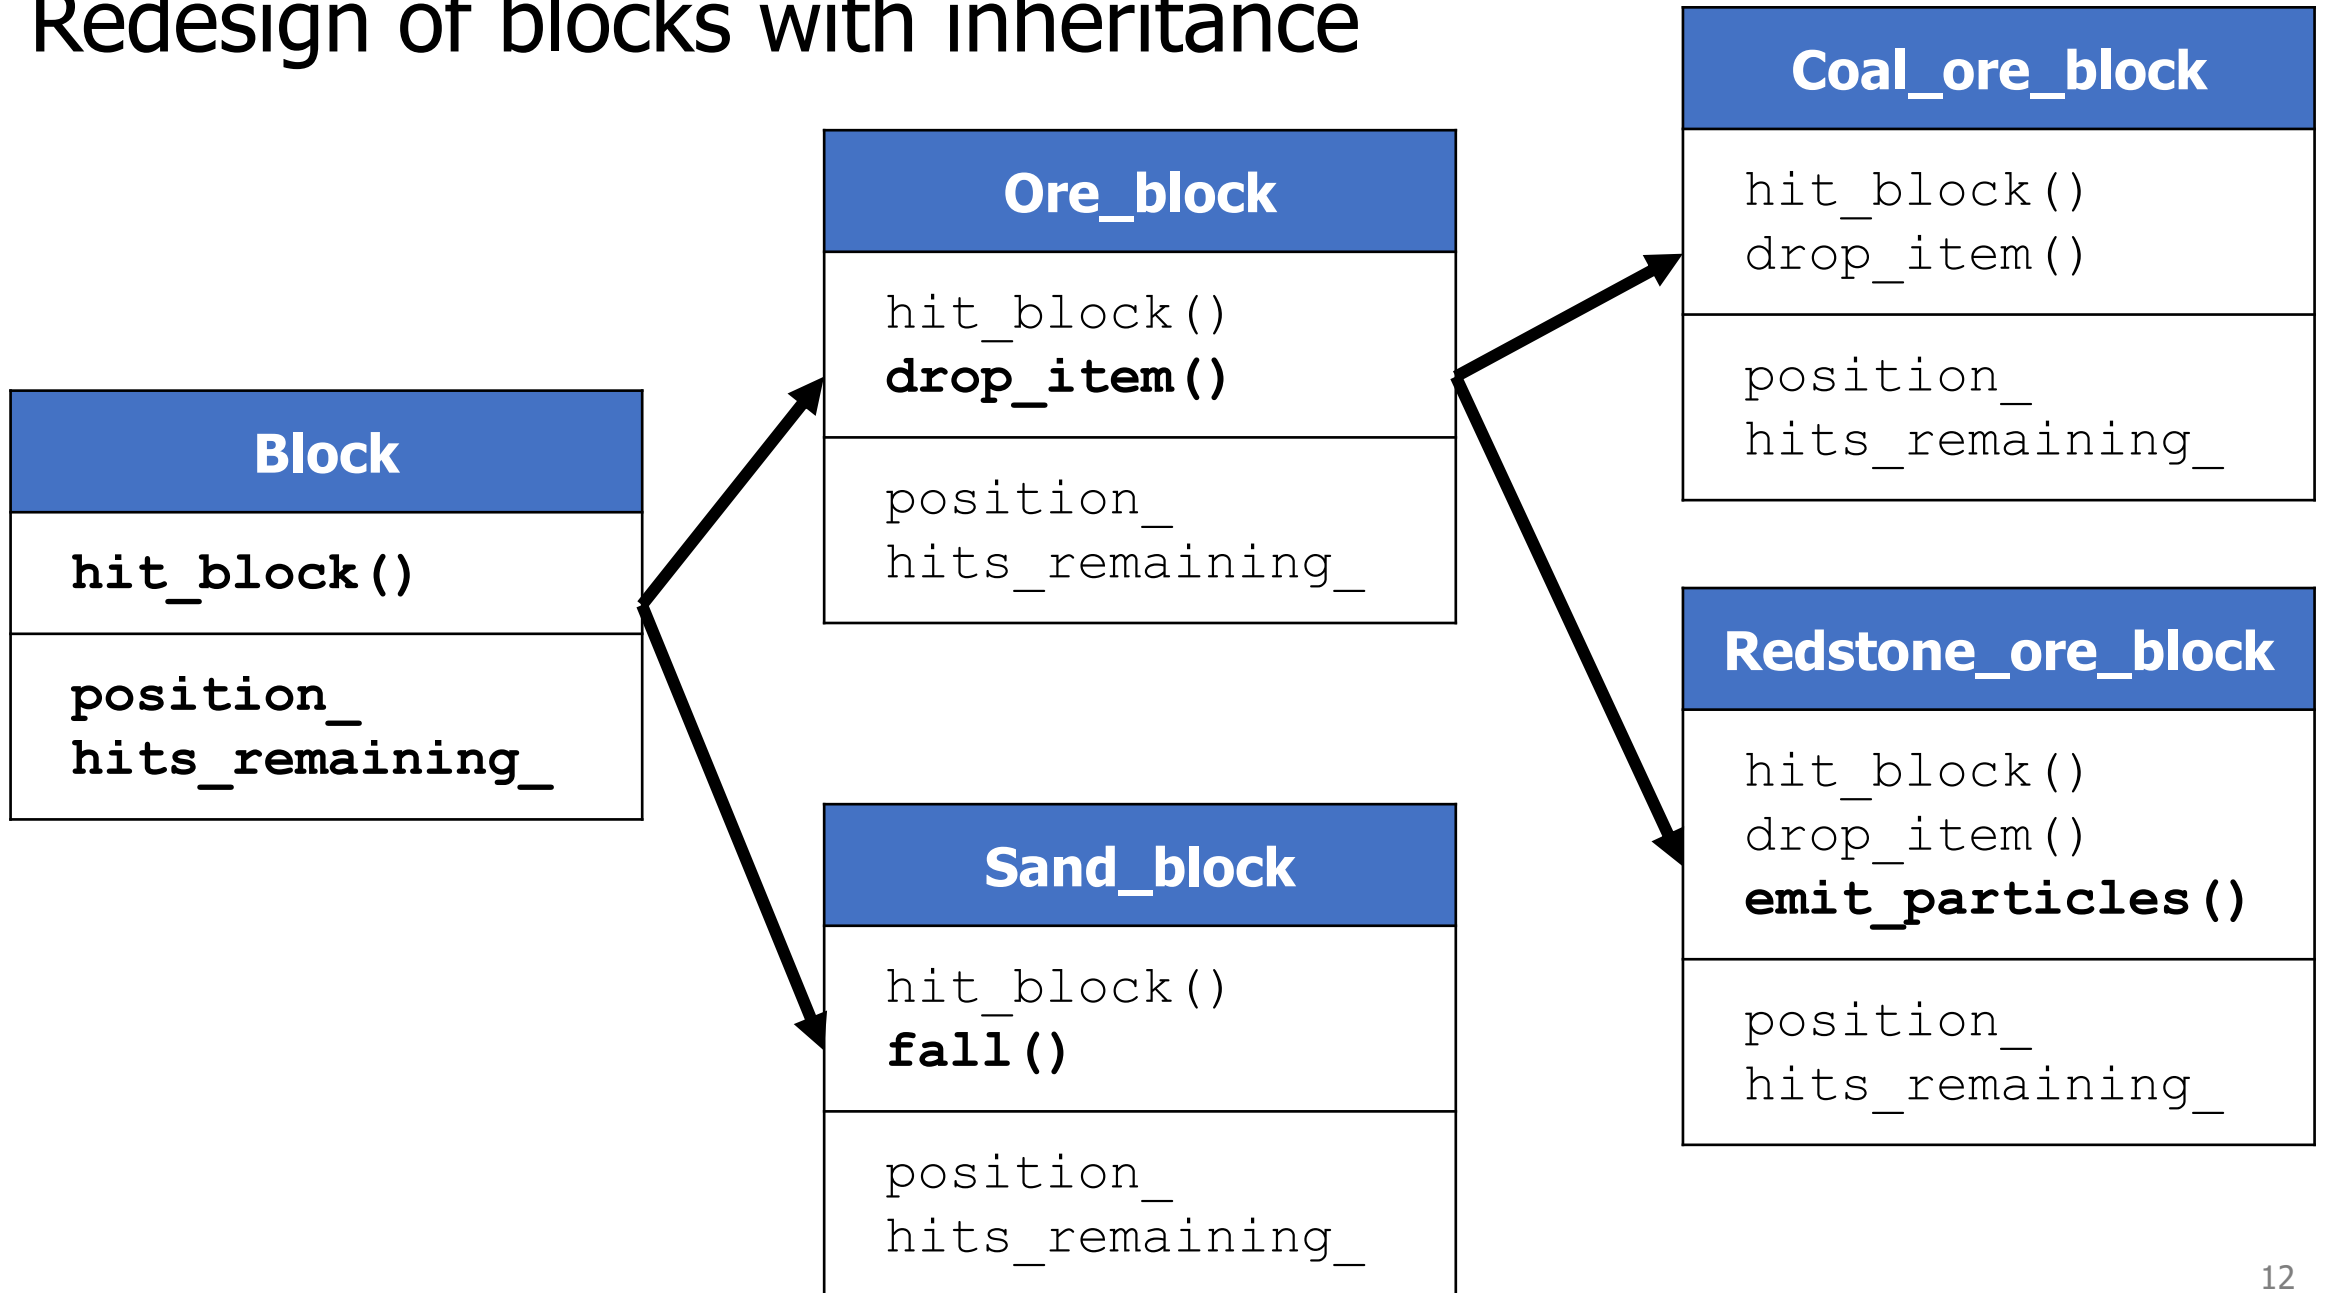 Redesign of blocks with inheritance
Block
hit_block()
position_
hits_remaining_
Ore_block
hit_block()
drop_item()
position_
hits_remaining_
Sand_block
hit_block()
fall()
position_
hits_remaining_
Coal_ore_block
hit_block()
drop_item()
position_
hits_remaining_
Redstone_ore_block
hit_block()
drop_item()
emit_particles()
position_
hits_remaining_
12